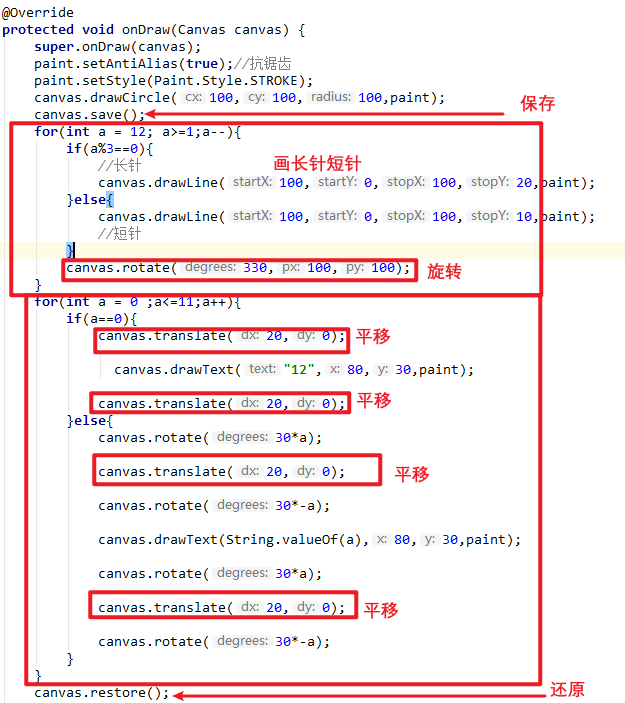 @Override
protected void onDraw(Canvas canvas) {
super.onDraw(canvas);
paint.setAntiAlias(true);//抗锯齿
paint.setStyle(Paint.Style.STROKE);
canvas.drawCircle( cx: 100, cy: 100, radius: 100,paint);
canvas.save(); 保存
for(int a = 12; a>=1;a--){
if(a%3==0){
//长针 画长针短针
canvas.drawLine( startX: 100, startY: 0, stopX: 100, stopY: 20,paint);
}else{
canvas.drawLine( startX: 100, startY: 0, stopX: 100, stopY: 10,paint);
//短针
}
canvas.rotate( degrees: 330, px: 100, py: 100); 旋转
}
for(int a = 0 ;a<=11;a++){
if(a==0){
canvas.translate( dx: 20, dy: 0); 平移
canvas.drawText( text: "12", x: 80, y: 30,paint);
canvas.translate( dx: 20, dy: 0); 平移
}else{
canvas.rotate( degrees: 30*a);
canvas.translate( dx: 20, dy: 0); 平移
canvas.rotate( degrees: 30*-a);
canvas.drawText(String.valueOf(a), x: 80, y: 30,paint);
canvas.rotate( degrees: 30*a);
canvas.translate( dx: 20, dy: 0); 平移
canvas.rotate( degrees: 30*-a);
}
}
canvas.restore(); 还原